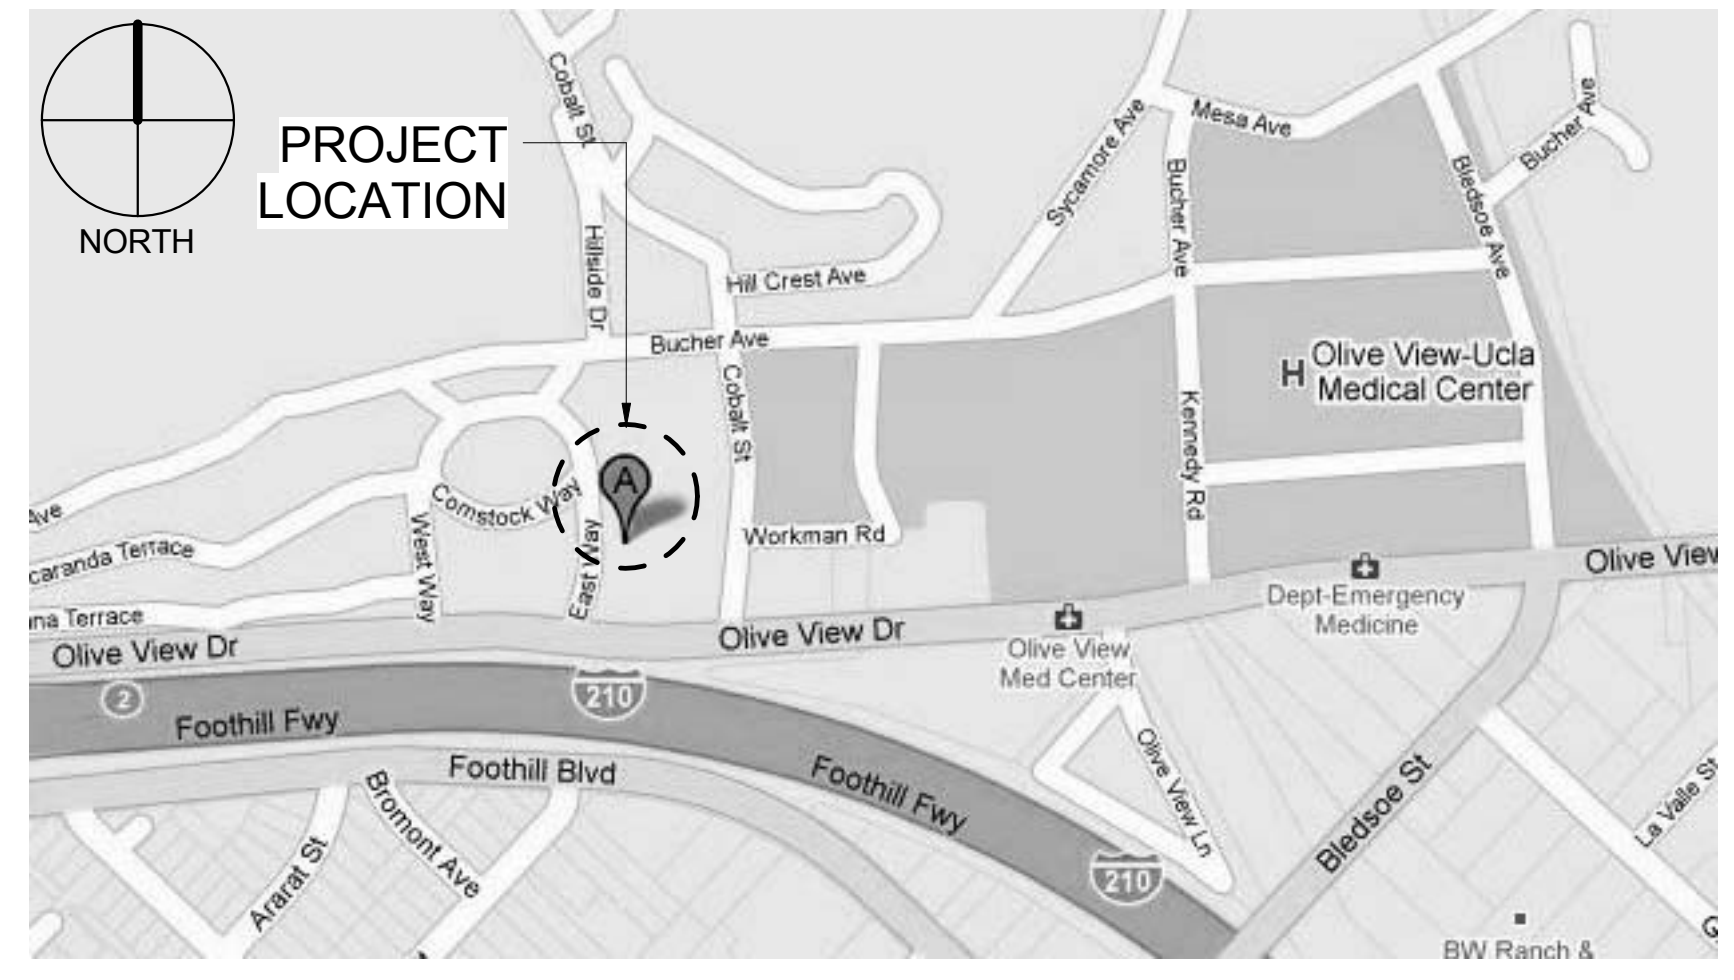 Cobalt St
Mesa Ave
Bucher Ave
PROJECT
LOCATION
Sycamore Ave
Bucher Ave
Bledsoe Ave
NORTH
Hillside Dr
Hill Crest Ave
Bucher Ave
Cobalt St
H
Olive View-Ucla
Medical Center
Kennedy Rd
A
Comstock Way
Ave
West Way
East Way
Workman Rd
caranda Terrace
Olive View
Dept-Emergency
Medicine
ana Terrace
Olive View Dr
Olive View Dr
Olive View
Med Center
2
210
Foothill Fwy
Foothill Blvd
Foothill Fwy
Olive View Ln
Bromont Ave
Ararat St
Bledsoe St
La Valle St
210
BW Ranch &